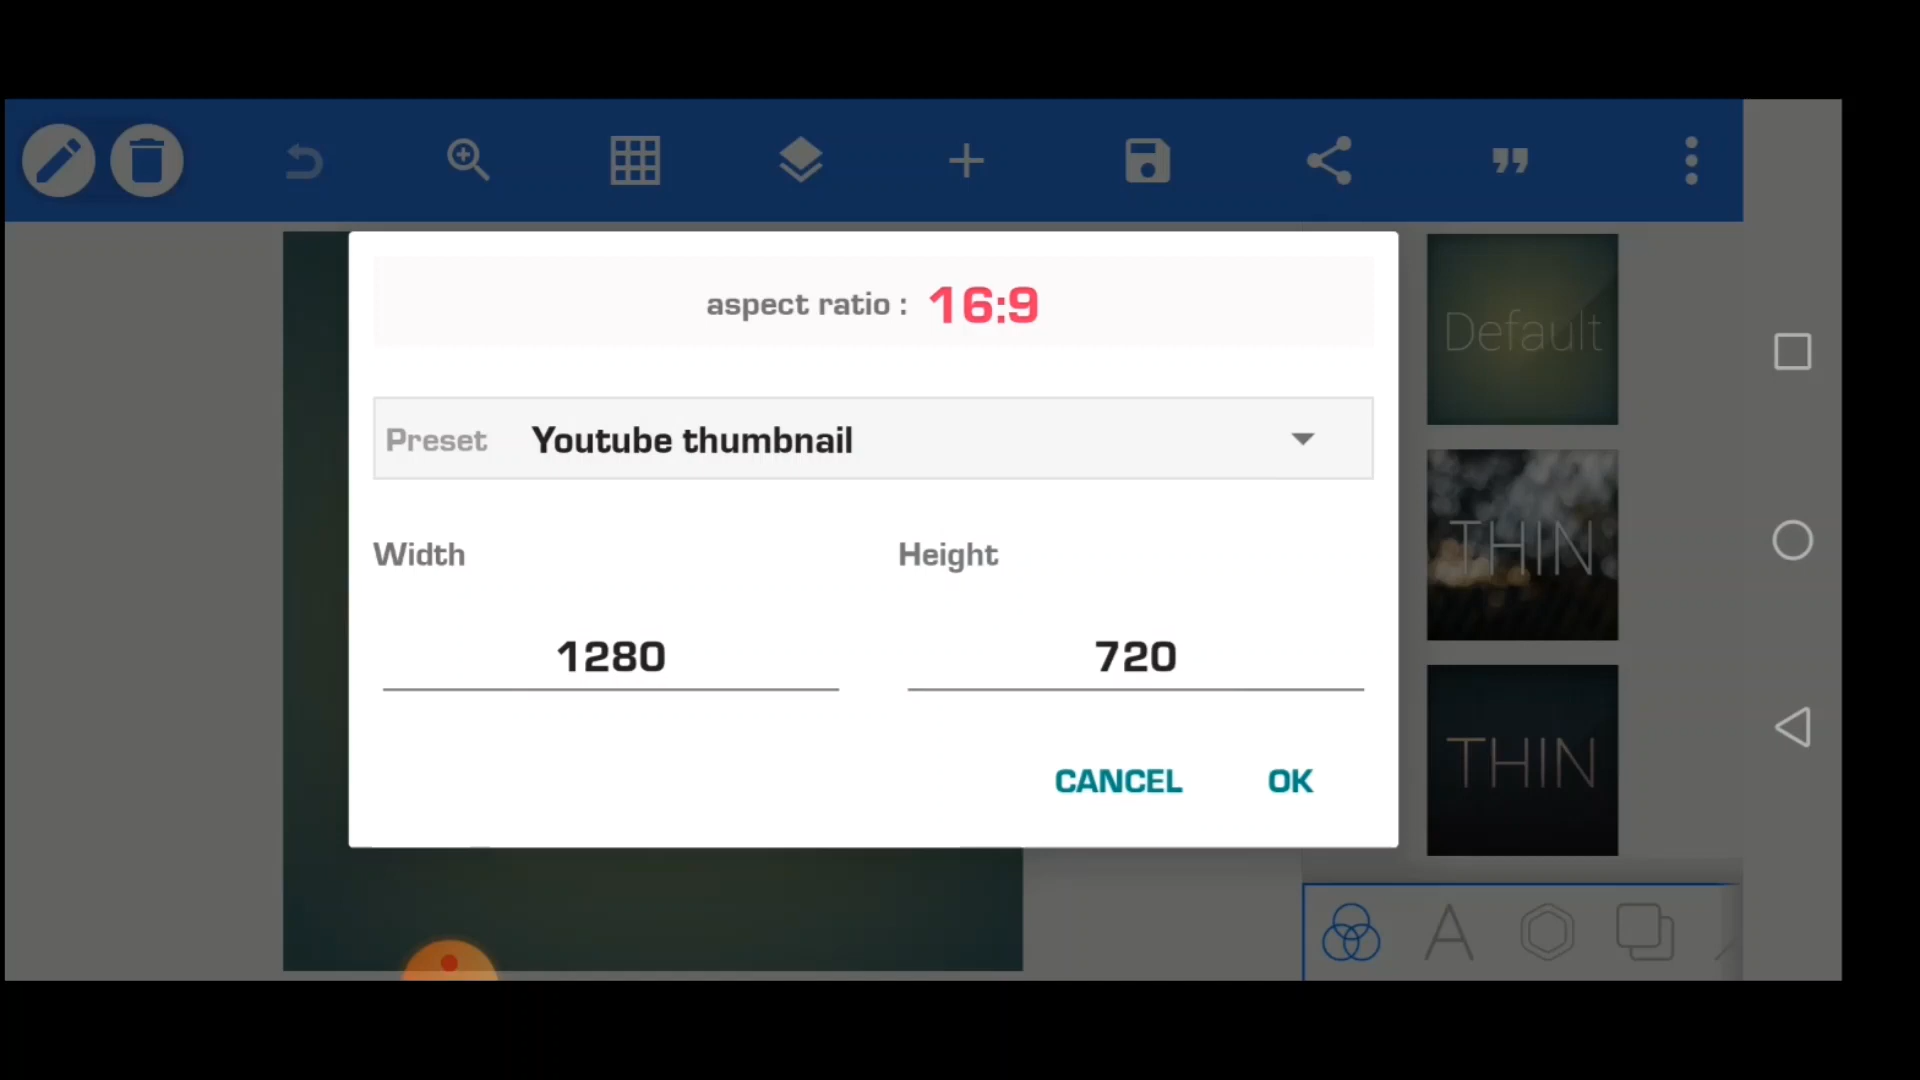 aspect ratio : 16:9
Preset Youtube thumbnail
Width Height
1280 720
CANCEL OK
Default
THIN
THIN
A